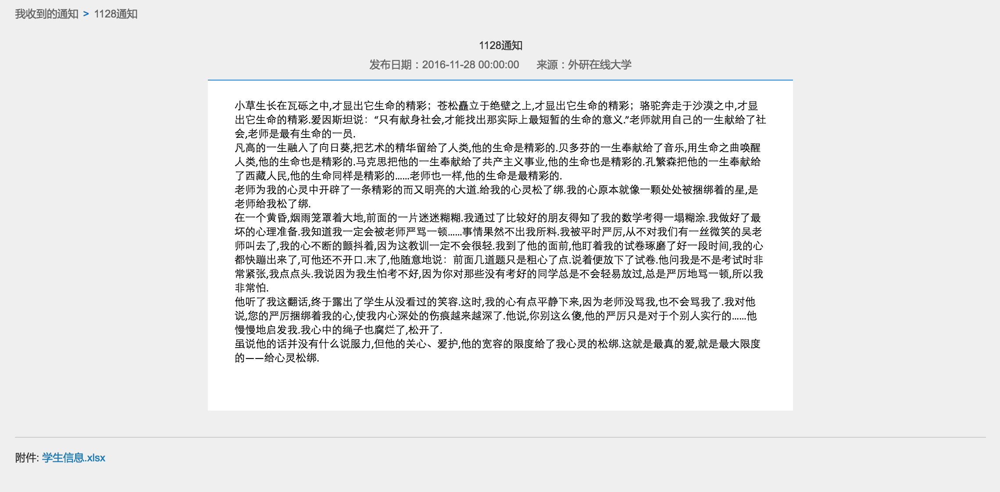 我收到的通知 > 1128通知
1128通知
发布日期：2016-11-28 00:00:00 来源：外研在线大学
小草生长在瓦砾之中,才显出它生命的精彩；苍松矗立于绝壁之上,才显出它生命的精彩；骆驼奔走于沙漠之中,才显
出它生命的精彩.爱因斯坦说：“只有献身社会,才能找出那实际上最短暂的生命的意义.”老师就用自己的一生献给了社
会,老师是最有生命的一员.
凡高的一生融入了向日葵,把艺术的精华留给了人类,他的生命是精彩的.贝多芬的一生奉献给了音乐,用生命之曲唤醒
人类,他的生命也是精彩的.马克思把他的一生奉献给了共产主义事业,他的生命也是精彩的.孔繁森把他的一生奉献给
了西藏人民,他的生命同样是精彩的……老师也一样,他的生命是最精彩的.
老师为我的心灵中开辟了一条精彩的而又明亮的大道.给我的心灵松了绑.我的心原本就像一颗处处被捆绑着的星,是
老师给我松了绑.
在一个黄昏,烟雨笼罩着大地,前面的一片迷迷糊糊.我通过了比较好的朋友得知了我的数学考得一塌糊涂.我做好了最
坏的心理准备.我知道我一定会被老师严骂一顿……事情果然不出我所料.我被平时严厉,从不对我们有一丝微笑的吴老
师叫去了,我的心不断的颤抖着,因为这教训一定不会很轻.我到了他的面前,他盯着我的试卷琢磨了好一段时间,我的心
都快蹦出来了,可他还不开口.末了,他随意地说：前面几道题只是粗心了点.说着便放下了试卷.他问我是不是考试时非
常紧张,我点点头.我说因为我生怕考不好,因为你对那些没有考好的同学总是不会轻易放过,总是严厉地骂一顿,所以我
非常怕.
他听了我这翻话,终于露出了学生从没看过的笑容.这时,我的心有点平静下来,因为老师没骂我,也不会骂我了.我对他
说,您的严厉捆绑着我的心,使我内心深处的伤痕越来越深了.他说,你别这么傻,他的严厉只是对于个别人实行的……他
慢慢地启发我.我心中的绳子也腐烂了,松开了.
虽说他的话并没有什么说服力,但他的关心、爱护,他的宽容的限度给了我心灵的松绑.这就是最真的爱,就是最大限度
的——给心灵松绑.
附件: 学生信息.xlsx